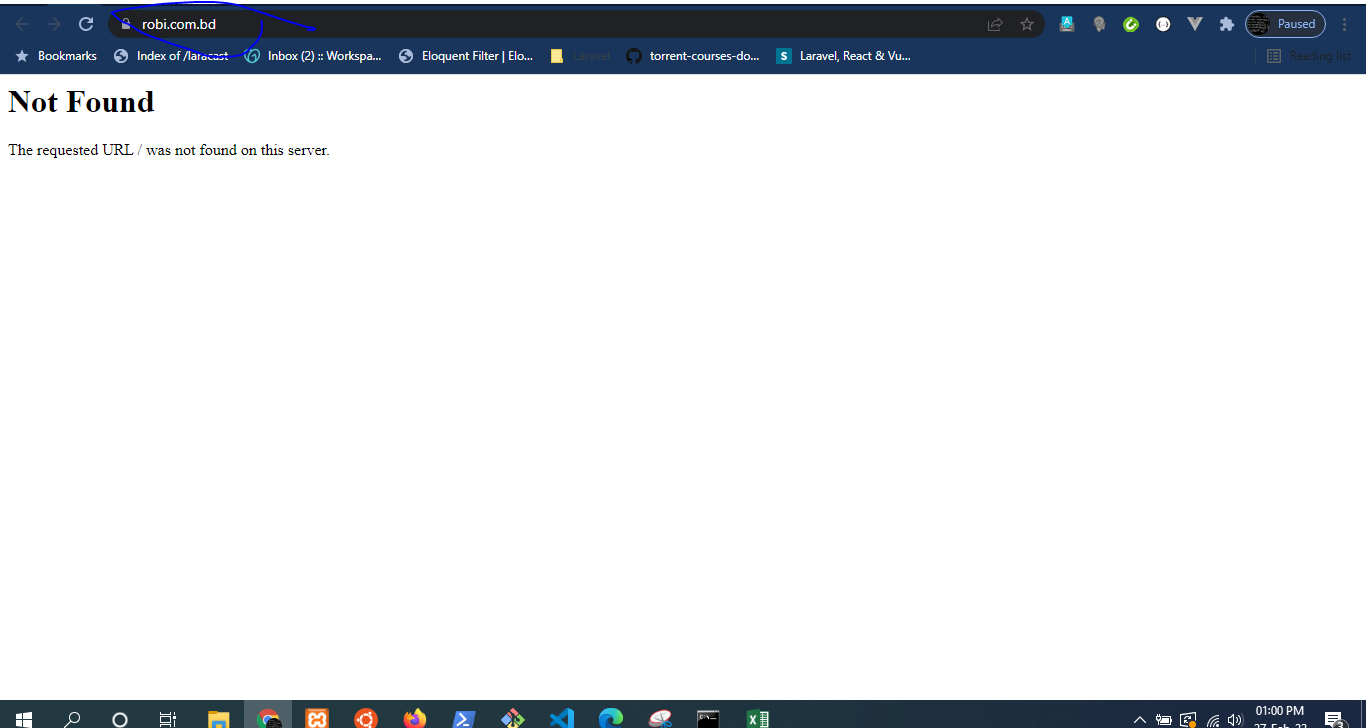 robi.com.bd
Paused
Bookmarks
Index of /laracast
Inbox (2) :: Workspa...
Eloquent Filter | Elo...
Laravel
torrent-courses-do...
S
Laravel, React & Vu...
Reading list
Not Found
The requested URL / was not found on this server.
01:00 PM
27-Feb-22